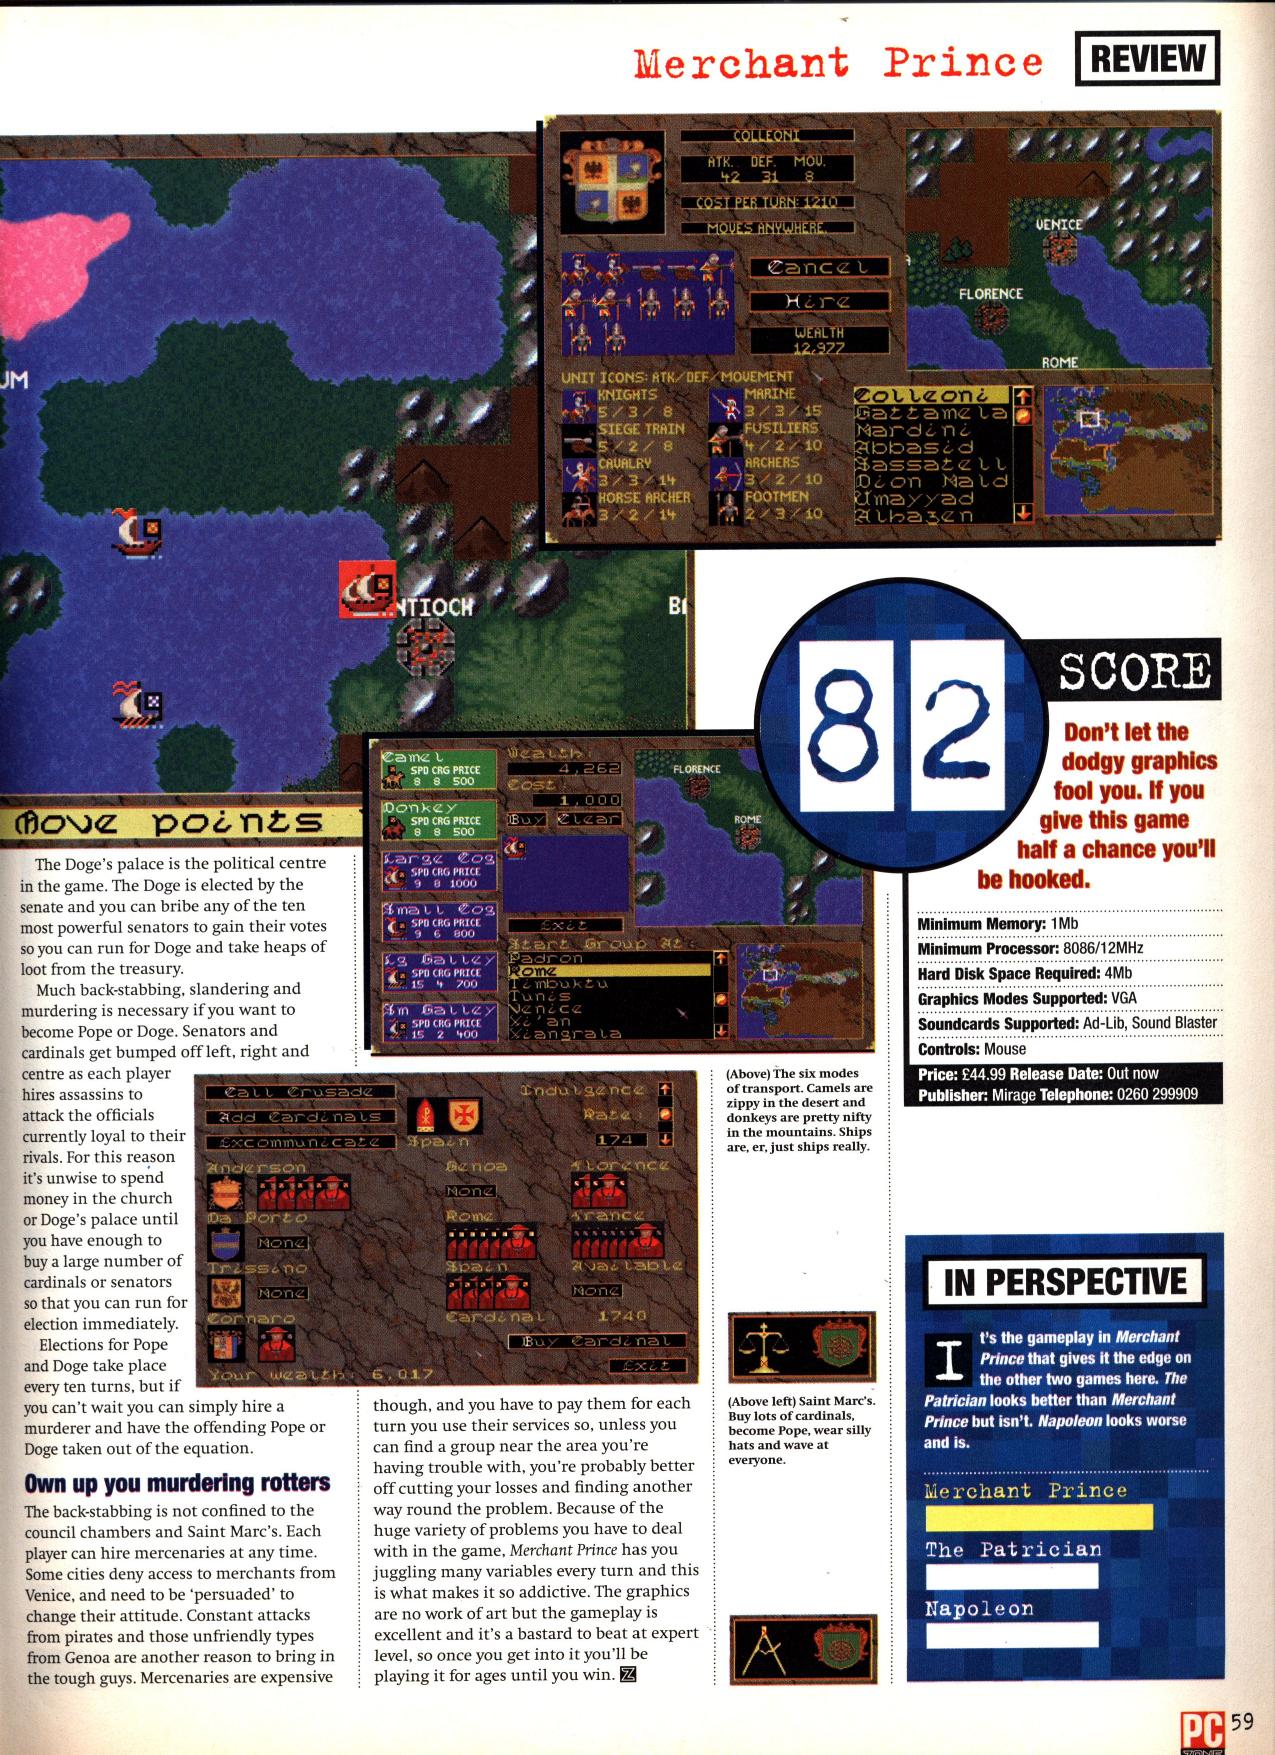 Merchant Prince REVIEW
COLLEONI
ATK. DEF. MOV.
42 31 8
COST PER TURN: 1210
MOVES ANYWHERE.
Cancel
Hire
WEALTH
12,977
VENICE
FLORENCE
ROME
UNIT ICONS: ATK/DEF/MOVEMENT
KNIGHTS
5/3/8
SIEGE TRAIN
5/2/8
CAVALRY
3/3/14
HORSE ARCHER
3/2/14
MARINE
3/3/15
FUSILIERS
4/2/10
ARCHERS
3/2/10
FOOTMEN
2/3/10
Colleoni
Gattamela
Nardini
Abbasid
Sassatell
Dion Nald
Umayyad
Alhazen
UM
NTIOCH
Move points
82
SCORE
Don't let the
dodgy graphics
fool you. If you
give this game
half a chance you'll
be hooked.
Minimum Memory: 1Mb
Minimum Processor: 8086/12MHz
Hard Disk Space Required: 4Mb
Graphics Modes Supported: VGA
Soundcards Supported: Ad-Lib, Sound Blaster
Controls: Mouse
Price: £44.99 Release Date: Out now
Publisher: Mirage Telephone: 0260 299909
Camel
SPD CRG PRICE
8 8 500
Donkey
SPD CRG PRICE
8 8 500
Large Cog
SPD CRG PRICE
9 8 1000
Small Cog
SPD CRG PRICE
9 6 800
Lg Galley
SPD CRG PRICE
15 4 700
Sm Galley
SPD CRG PRICE
15 2 400
Wealth:
4,262
Cost:
1,000
Buy Clear
Exit
Start Group At:
Padron
Rome
Timbuktu
Tunis
Venice
Xi'an
Xiangrala
FLORENCE
ROME
The Doge's palace is the political centre
in the game. The Doge is elected by the
senate and you can bribe any of the ten
most powerful senators to gain their votes
so you can run for Doge and take heaps of
loot from the treasury.
Much back-stabbing, slandering and
murdering is necessary if you want to
become Pope or Doge. Senators and
cardinals get bumped off left, right and
centre as each player
hires assassins to
attack the officials
currently loyal to their
rivals. For this reason
it's unwise to spend
money in the church
or Doge's palace until
you have enough to
buy a large number of
cardinals or senators
so that you can run for
election immediately.
Elections for Pope
and Doge take place
every ten turns, but if
you can't wait you can simply hire a
murderer and have the offending Pope or
Doge taken out of the equation.
Own up you murdering rotters
The back-stabbing is not confined to the
council chambers and Saint Marc's. Each
player can hire mercenaries at any time.
Some cities deny access to merchants from
Venice, and need to be 'persuaded' to
change their attitude. Constant attacks
from pirates and those unfriendly types
from Genoa are another reason to bring in
the tough guys. Mercenaries are expensive
Call Crusade
Add Cardinals
Excommunicate
Spain
Indulgence
Rate:
174
Anderson
Da Porto
None
Trissino
None
Cornaro
Genoa
None
Rome
Spain
Florence
France
Available
None
Cardinal: 1740
Buy Cardinal
Exit
Your wealth: 6,017
though, and you have to pay them for each
turn you use their services so, unless you
can find a group near the area you're
having trouble with, you're probably better
off cutting your losses and finding another
way round the problem. Because of the
huge variety of problems you have to deal
with in the game, Merchant Prince has you
juggling many variables every turn and this
is what makes it so addictive. The graphics
are no work of art but the gameplay is
excellent and it's a bastard to beat at expert
level, so once you get into it you'll be
playing it for ages until you win. Z
(Above) The six modes
of transport. Camels are
zippy in the desert and
donkeys are pretty nifty
in the mountains. Ships
are, er, just ships really.
(Above left) Saint Marc's.
Buy lots of cardinals,
become Pope, wear silly
hats and wave at
everyone.
IN PERSPECTIVE
It's the gameplay in Merchant
Prince that gives it the edge on
the other two games here. The
Patrician looks better than Merchant
Prince but isn't. Napoleon looks worse
and is.
Merchant Prince
The Patrician
Napoleon
PC ZONE 59